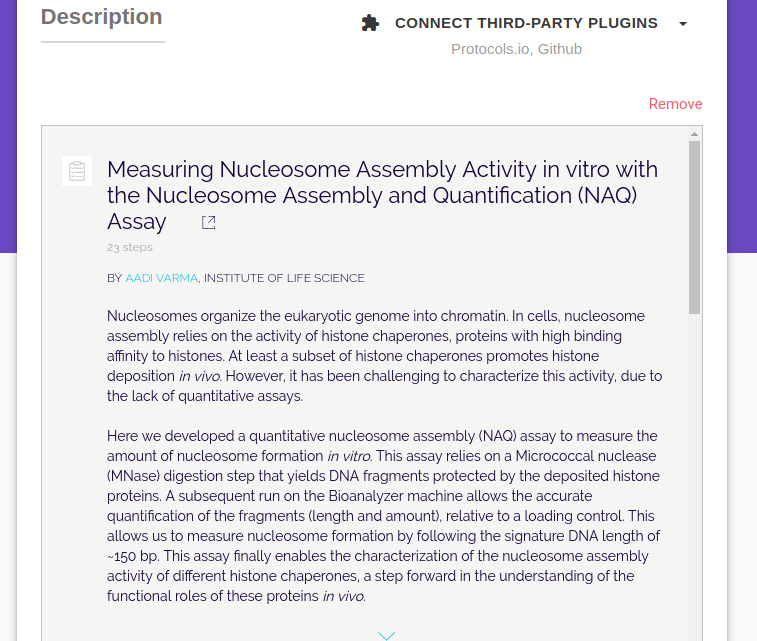 Description
CONNECT THIRD-PARTY PLUGINS
Protocols.io, Github
Remove
Measuring Nucleosome Assembly Activity in vitro with
the Nucleosome Assembly and Quantification (NAQ)
Assay
23 steps
BY AADI VARMA, INSTITUTE OF LIFE SCIENCE
Nucleosomes organize the eukaryotic genome into chromatin. In cells, nucleosome
assembly relies on the activity of histone chaperones, proteins with high binding
affinity to histones. At least a subset of histone chaperones promotes histone
deposition in vivo. However, it has been challenging to characterize this activity, due to
the lack of quantitative assays.
Here we developed a quantitative nucleosome assembly (NAQ) assay to measure the
amount of nucleosome formation in vitro. This assay relies on a Micrococcal nuclease
(MNase) digestion step that yields DNA fragments protected by the deposited histone
proteins. A subsequent run on the Bioanalyzer machine allows the accurate
quantification of the fragments (length and amount), relative to a loading control. This
allows us to measure nucleosome formation by following the signature DNA length of
~150 bp. This assay finally enables the characterization of the nucleosome assembly
activity of different histone chaperones, a step forward in the understanding of the
functional roles of these proteins in vivo.